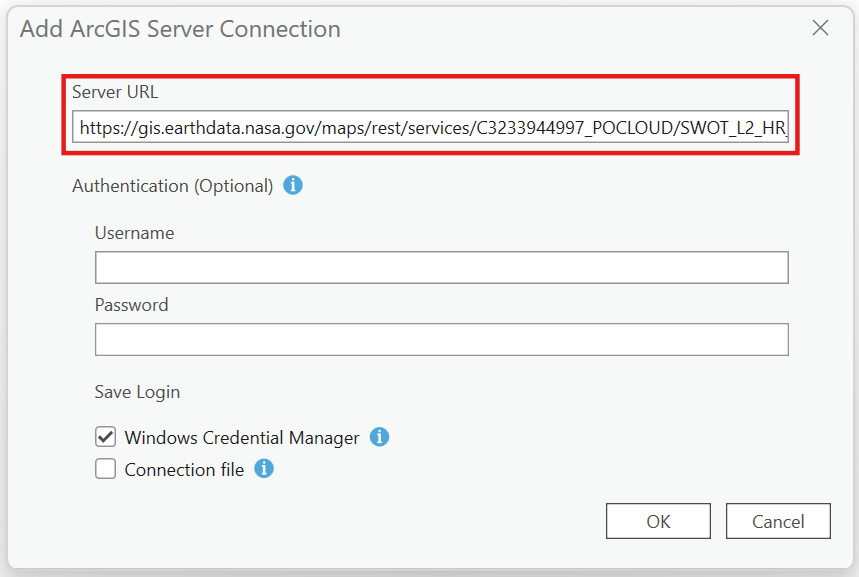 Add ArcGIS Server Connection
Server URL
https://gis.earthdata.nasa.gov/maps/rest/services/C3233944997_POCLOUD/SWOT_L2_HR_
Authentication (Optional)
Username
Password
Save Login
Windows Credential Manager
Connection file
OK Cancel